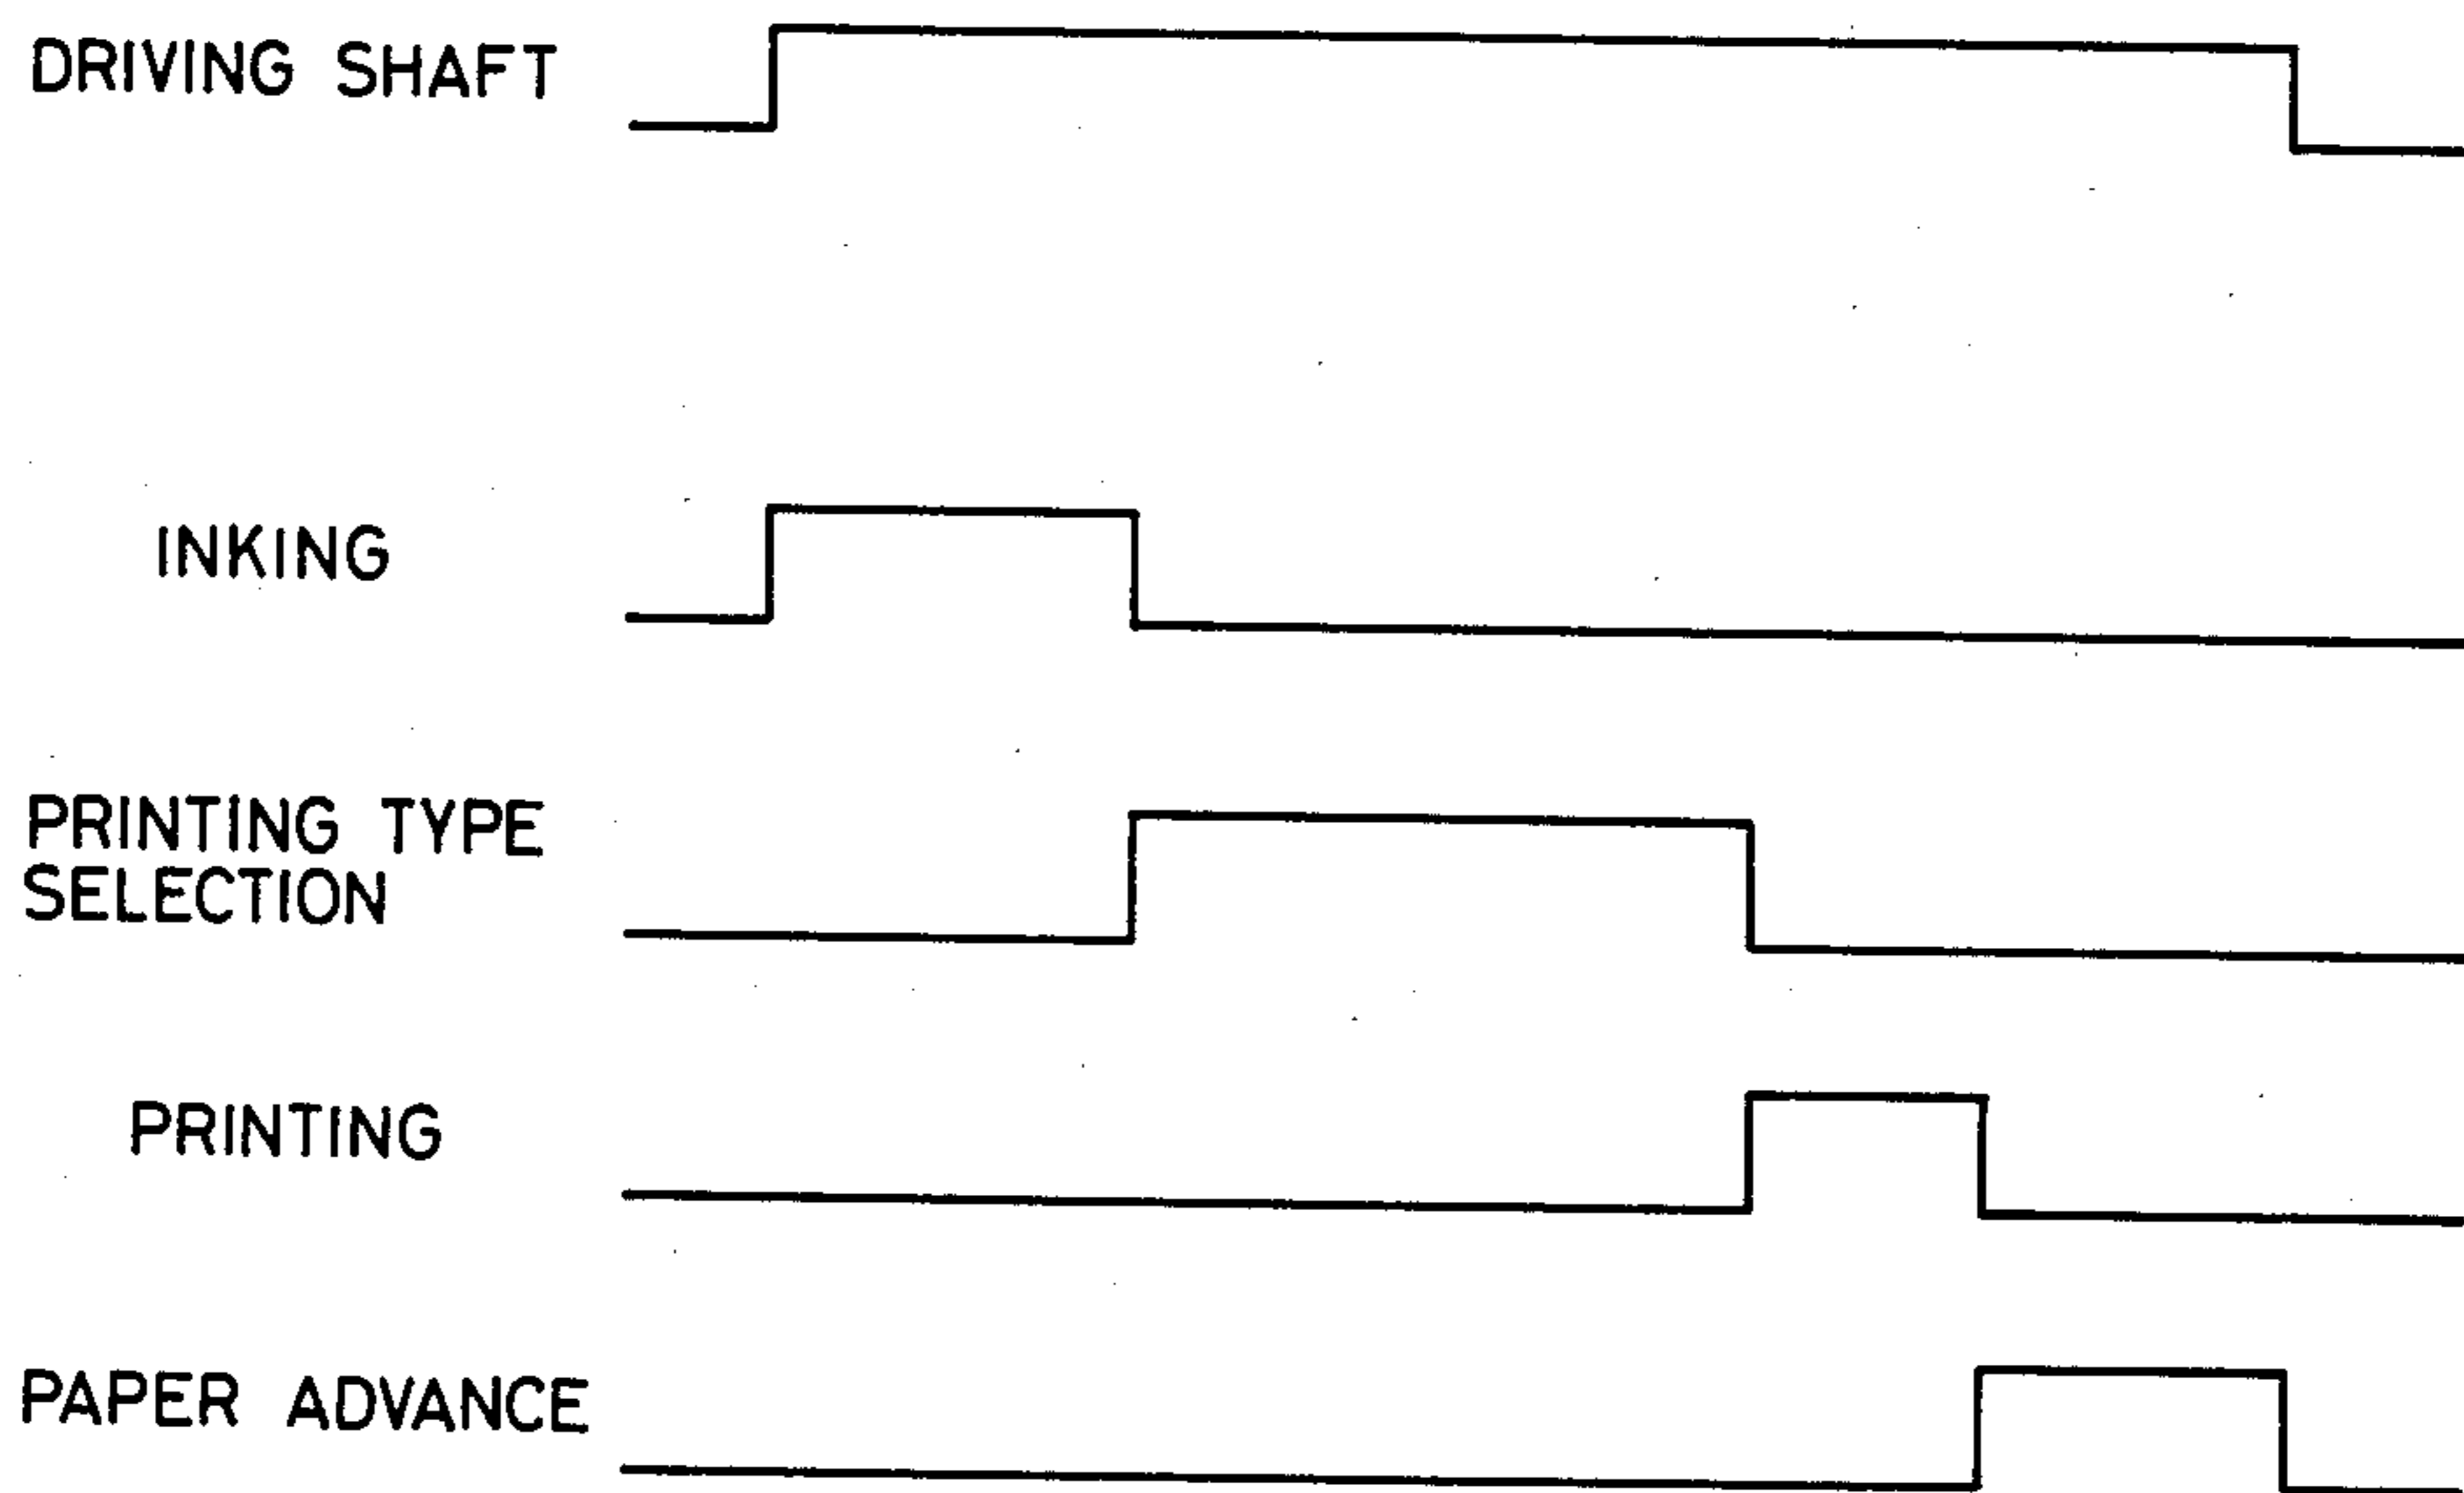 DRIVING SHAFT
INKING
PRINTING TYPE
SELECTION
PRINTING
PAPER ADVANCE